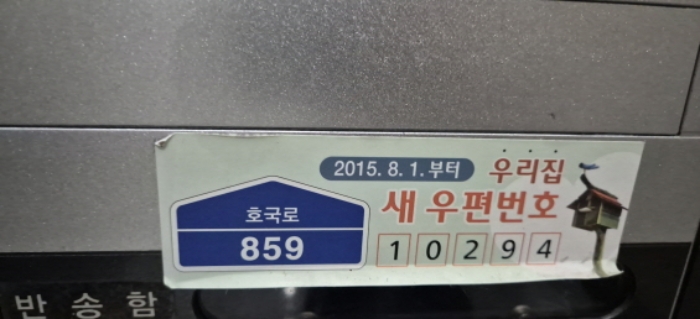 2015. 8. 1. 부터 우리집
새 우편번호
호국로
859
10294
반송함